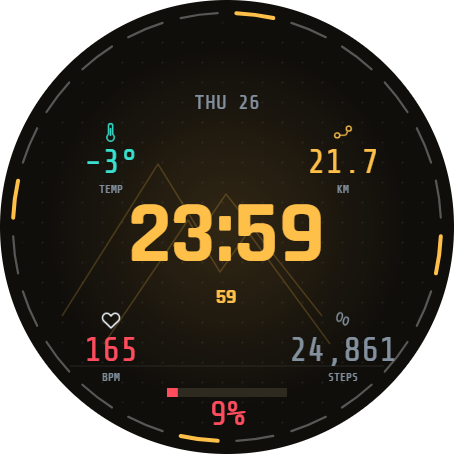 THU 26
-3°
TEMP
21.7
KM
23:59
59
165
BPM
24,861
STEPS
9%